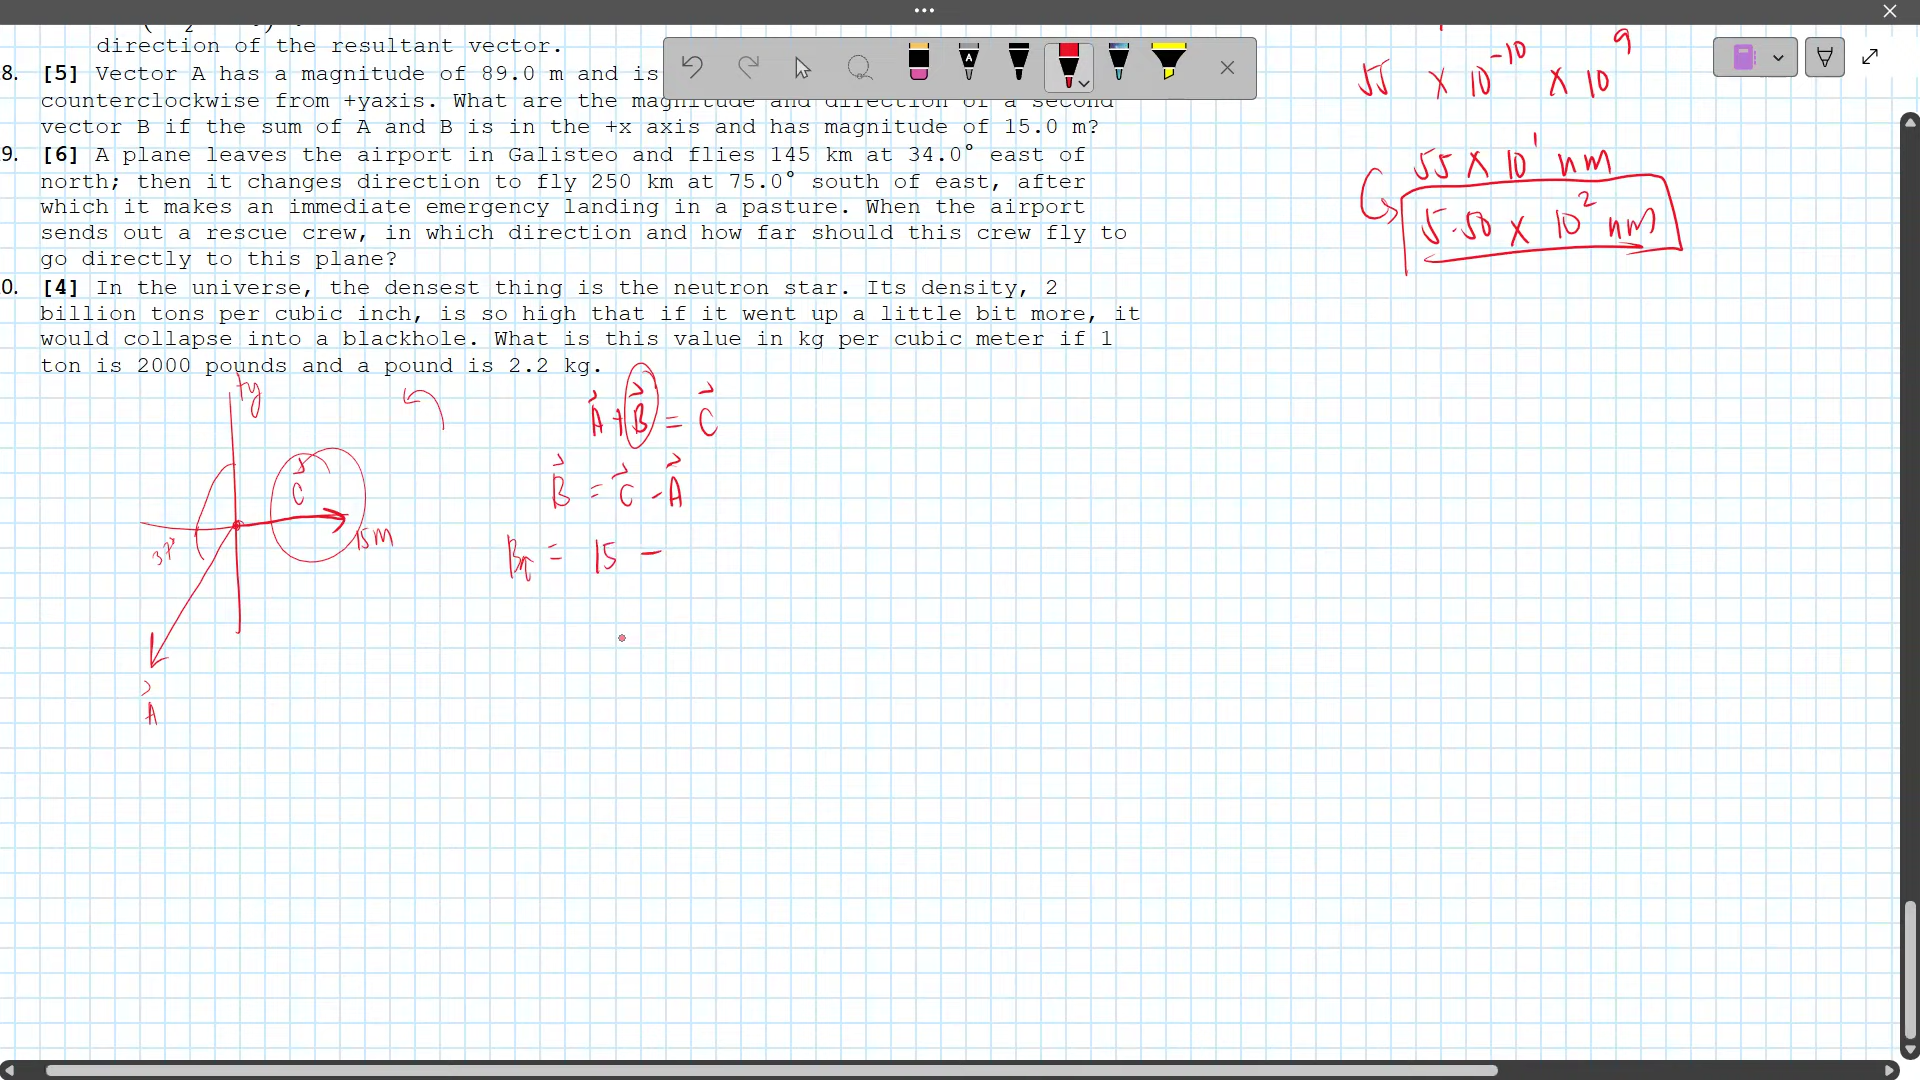 direction of the resultant vector.
8. [5] Vector A has a magnitude of 89.0 m and is
counterclockwise from +yaxis. What are the magnitude and direction of a second
vector B if the sum of A and B is in the +x axis and has magnitude of 15.0 m?
9. [6] A plane leaves the airport in Galisteo and flies 145 km at 34.0° east of
north; then it changes direction to fly 250 km at 75.0° south of east, after
which it makes an immediate emergency landing in a pasture. When the airport
sends out a rescue crew, in which direction and how far should this crew fly to
go directly to this plane?
0. [4] In the universe, the densest thing is the neutron star. Its density, 2
billion tons per cubic inch, is so high that if it went up a little bit more, it
would collapse into a blackhole. What is this value in kg per cubic meter if 1
ton is 2000 pounds and a pound is 2.2 kg.
55 x 10^-10 x 10^9
55 x 10^1 nm
5.50 x 10^2 nm
+y
C
15m
37°
A
A + B = C
B = C - A
Bx = 15 -